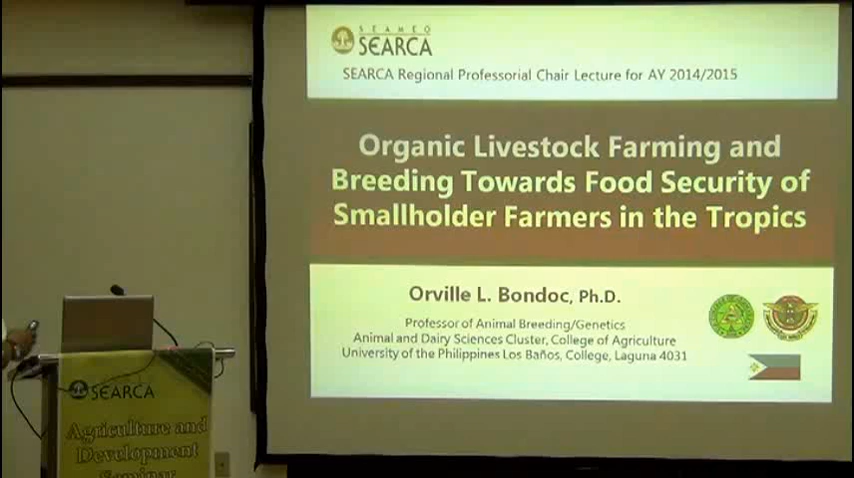 SEAMEO
SEARCA
SEARCA Regional Professorial Chair Lecture for AY 2014/2015
Organic Livestock Farming and
Breeding Towards Food Security of
Smallholder Farmers in the Tropics
Orville L. Bondoc, Ph.D.
Professor of Animal Breeding/Genetics
Animal and Dairy Sciences Cluster, College of Agriculture
University of the Philippines Los Baños, College, Laguna 4031
SEARCA
Agriculture and
Development
Seminar